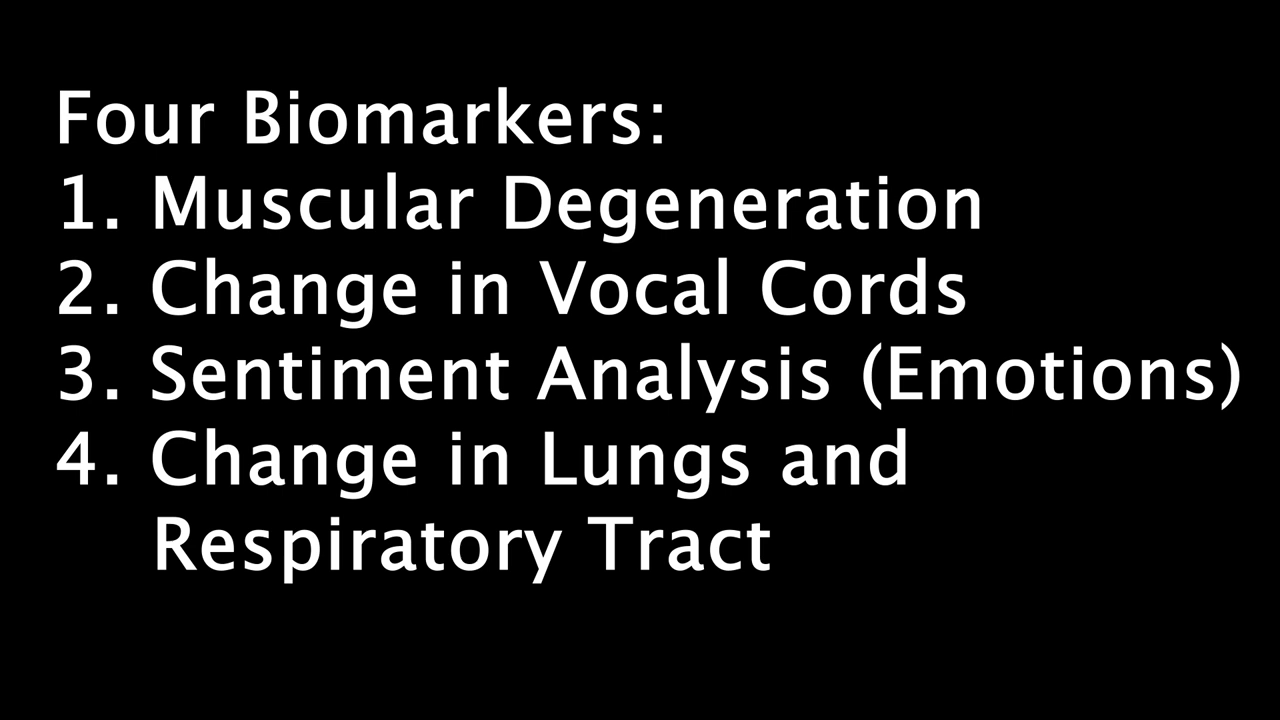 Four Biomarkers:
1. Muscular Degeneration
2. Change in Vocal Cords
3. Sentiment Analysis (Emotions)
4. Change in Lungs and
Respiratory Tract